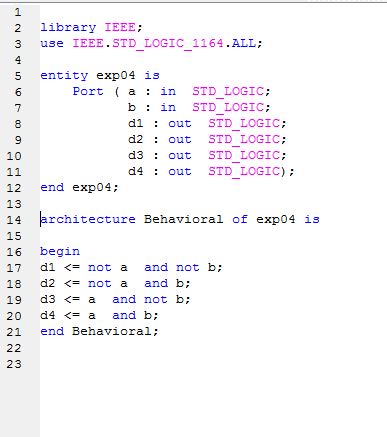 1
2 library IEEE;
3 use IEEE.STD_LOGIC_1164.ALL;
4
5 entity exp04 is
6     Port ( a : in  STD_LOGIC;
7            b : in  STD_LOGIC;
8            d1 : out  STD_LOGIC;
9            d2 : out  STD_LOGIC;
10            d3 : out  STD_LOGIC;
11            d4 : out  STD_LOGIC);
12 end exp04;
13
14 architecture Behavioral of exp04 is
15
16 begin
17 d1 <= not a  and not b;
18 d2 <= not a  and b;
19 d3 <= a  and not b;
20 d4 <= a  and b;
21 end Behavioral;
22
23